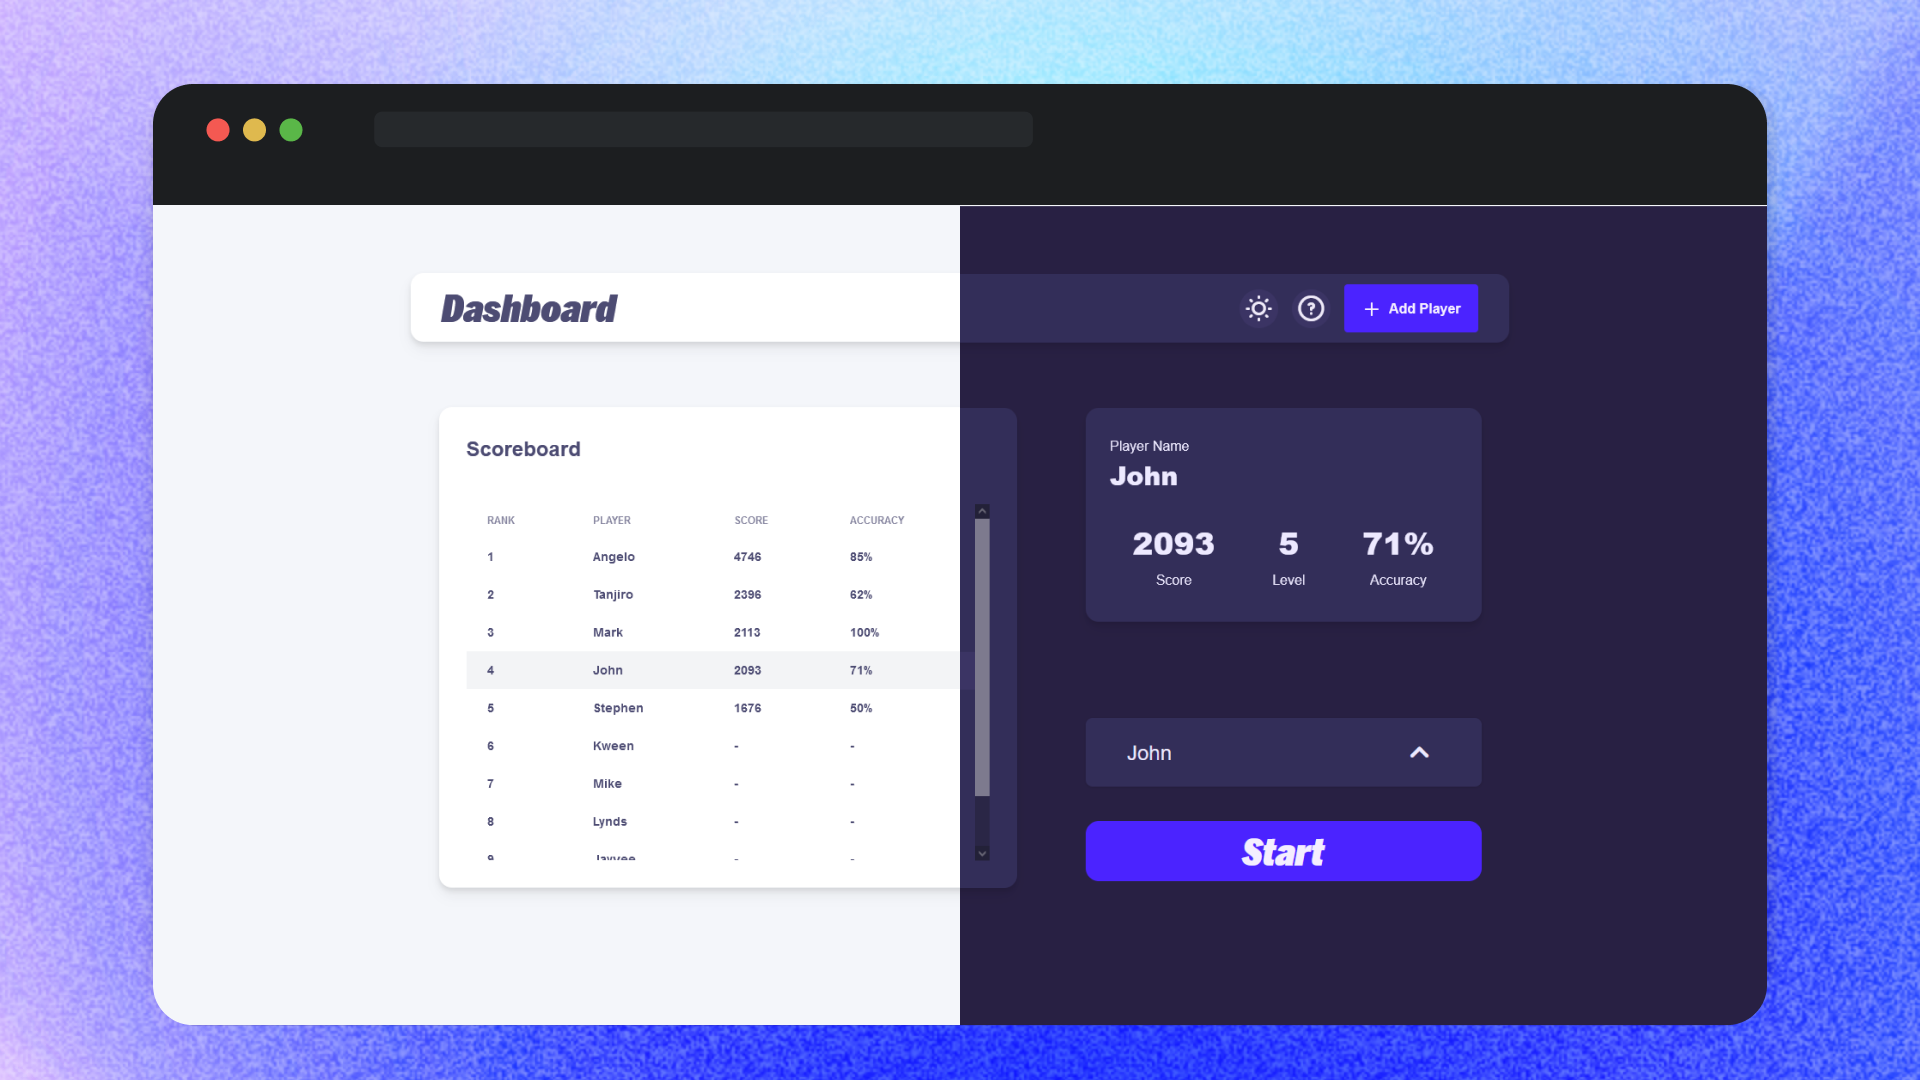 Dashboard
+ Add Player
Scoreboard
RANK PLAYER SCORE ACCURACY
1 Angelo 4746 85%
2 Tanjiro 2396 62%
3 Mark 2113 100%
4 John 2093 71%
5 Stephen 1676 50%
6 Kween - -
7 Mike - -
8 Lynds - -
9 Jayvee - -
Player Name
John
2093 5 71%
Score Level Accuracy
John
Start